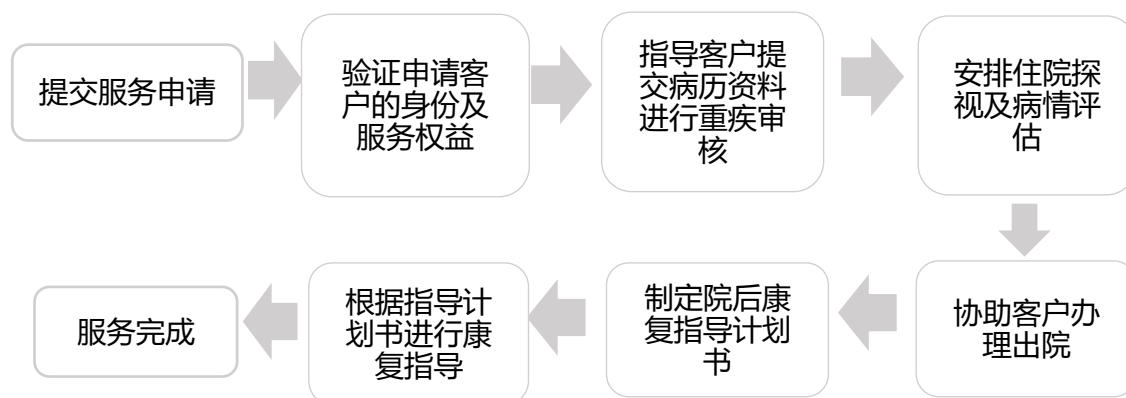 提交服务申请
验证申请客
户的身份及
服务权益
指导客户提
交病历资料
进行重疾审
核
安排住院探
视及病情评
估
协助客户办
理出院
制定院后康
复指导计划
书
根据指导计
划书进行康
复指导
服务完成